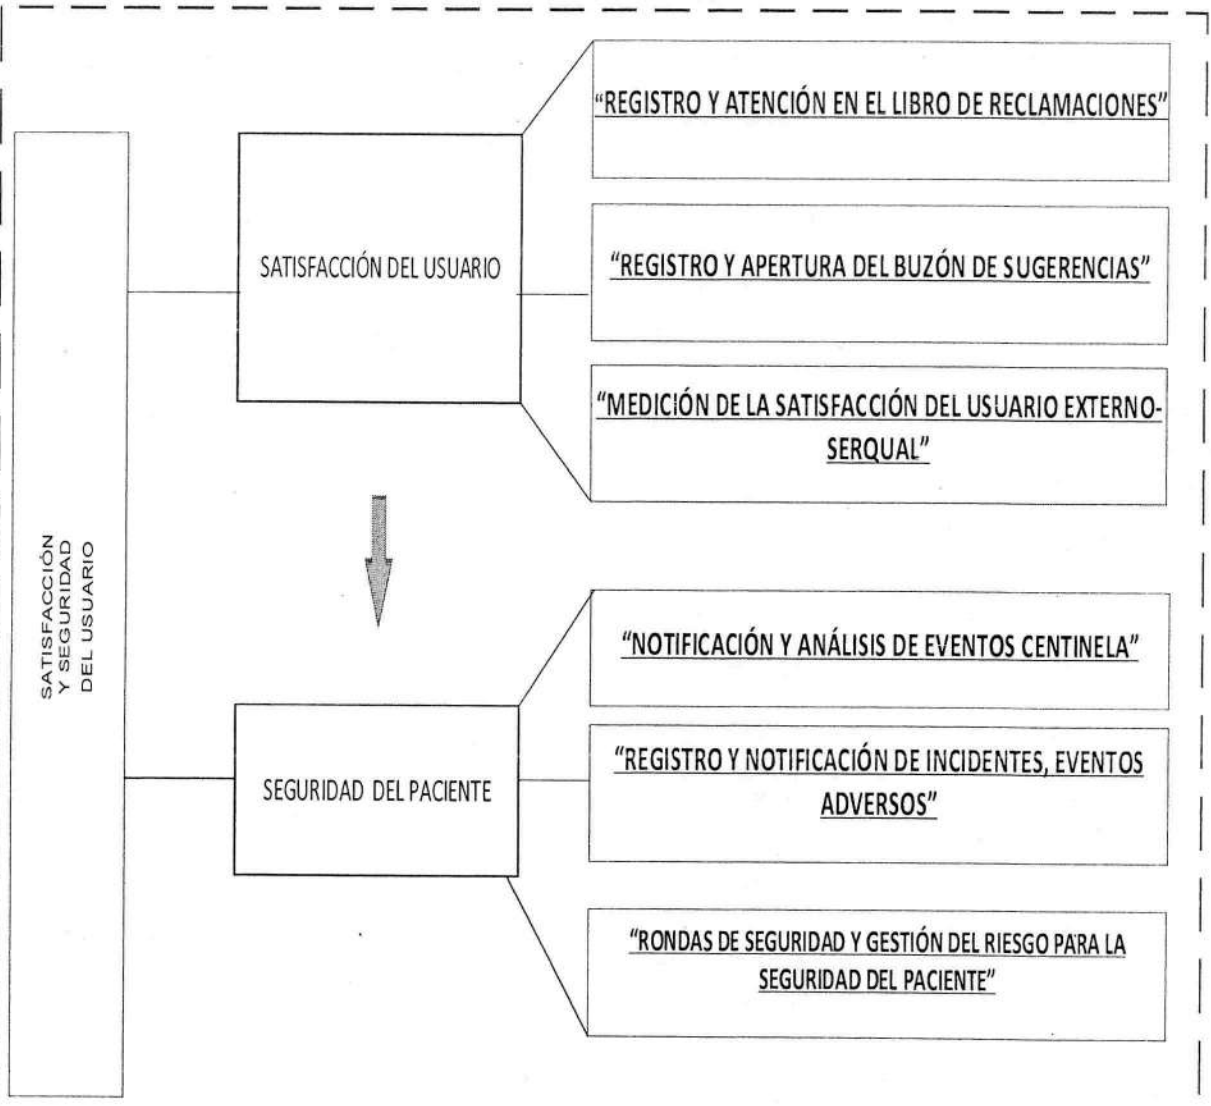 "REGISTRO Y ATENCIÓN EN EL LIBRO DE RECLAMACIONES"
SATISFACCIÓN DEL USUARIO
"REGISTRO Y APERTURA DEL BUZÓN DE SUGERENCIAS"
"MEDICIÓN DE LA SATISFACCIÓN DEL USUARIO EXTERNO-
SERQUAL"
SATISFACCIÓN
Y SEGURIDAD
DEL USUARIO
"NOTIFICACIÓN Y ANÁLISIS DE EVENTOS CENTINELA"
SEGURIDAD DEL PACIENTE
"REGISTRO Y NOTIFICACIÓN DE INCIDENTES, EVENTOS
ADVERSOS"
"RONDAS DE SEGURIDAD Y GESTIÓN DEL RIESGO PARA LA
SEGURIDAD DEL PACIENTE"